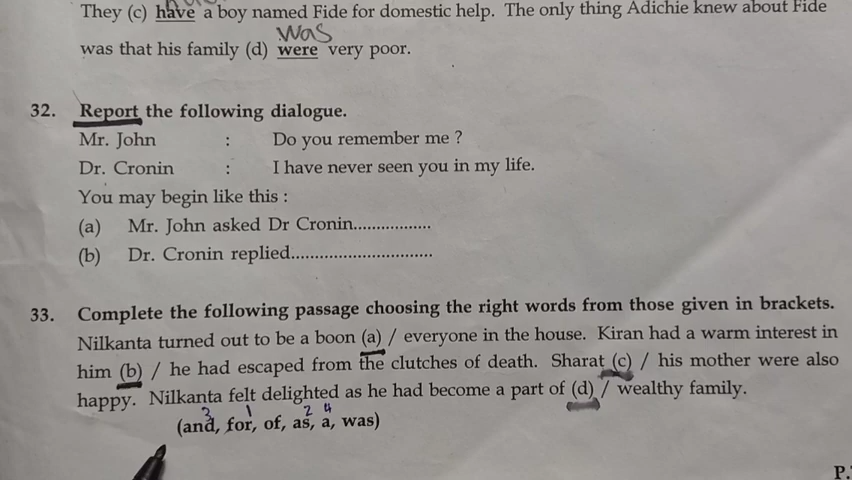 They (c) have a boy named Fide for domestic help. The only thing Adichie knew about Fide
was
was that his family (d) were very poor.
32. Report the following dialogue.
Mr. John : Do you remember me ?
Dr. Cronin : I have never seen you in my life.
You may begin like this :
(a) Mr. John asked Dr Cronin.................
(b) Dr. Cronin replied..............................
33. Complete the following passage choosing the right words from those given in brackets.
Nilkanta turned out to be a boon (a) / everyone in the house. Kiran had a warm interest in
him (b) / he had escaped from the clutches of death. Sharat (c) / his mother were also
happy. Nilkanta felt delighted as he had become a part of (d) / wealthy family.
3 1 2 4
(and, for, of, as, a, was)
P.